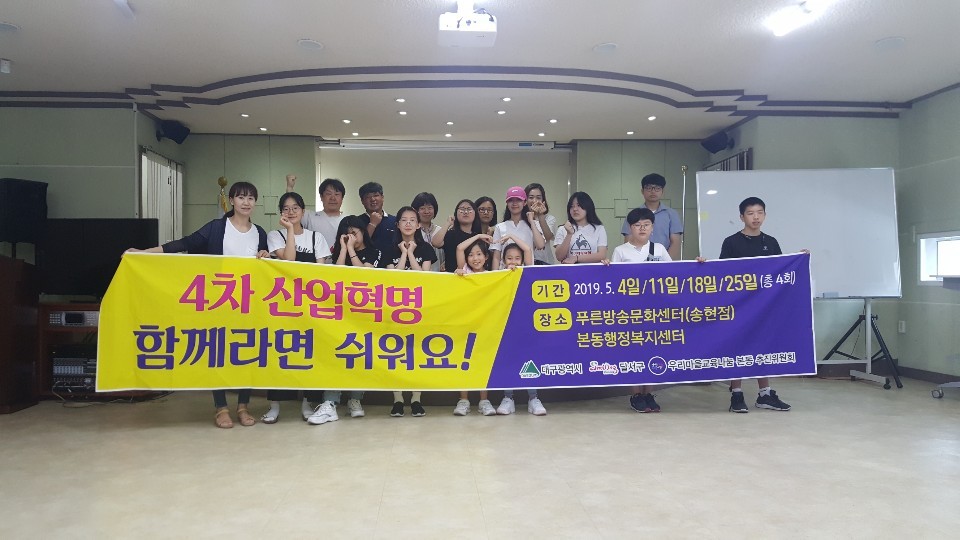 4차 산업혁명
함께라면 쉬워요!
기간 2019. 5. 4일/11일/18일/25일 (총 4회)
장소 푸른방송문화센터(송현점)
본동행정복지센터
대구광역시 달서구 우리마을교육나눔 본동 추진위원회